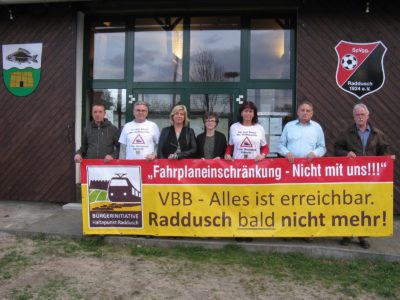 SpVgg.
Raddusch
1924 e.V.
„Fahrplaneinschränkung - Nicht mit uns!!!“
VBB - Alles ist erreichbar.
Raddusch bald nicht mehr!
BÜRGERINITIATIVE
Haltepunkt Raddusch